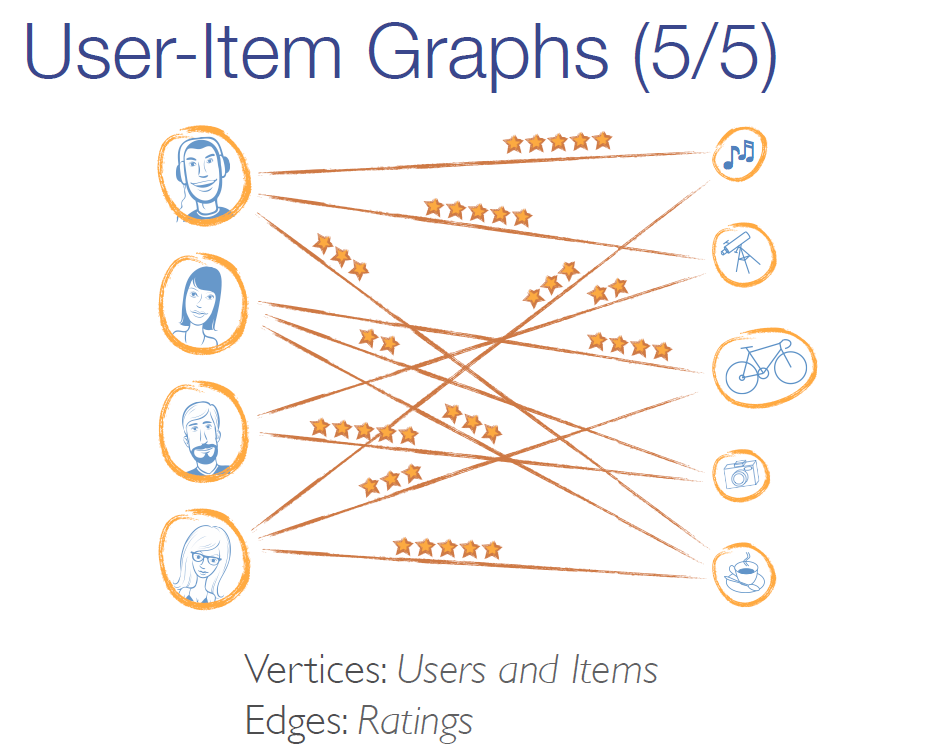 User-Item Graphs (5/5)
Vertices: Users and Items
Edges: Ratings